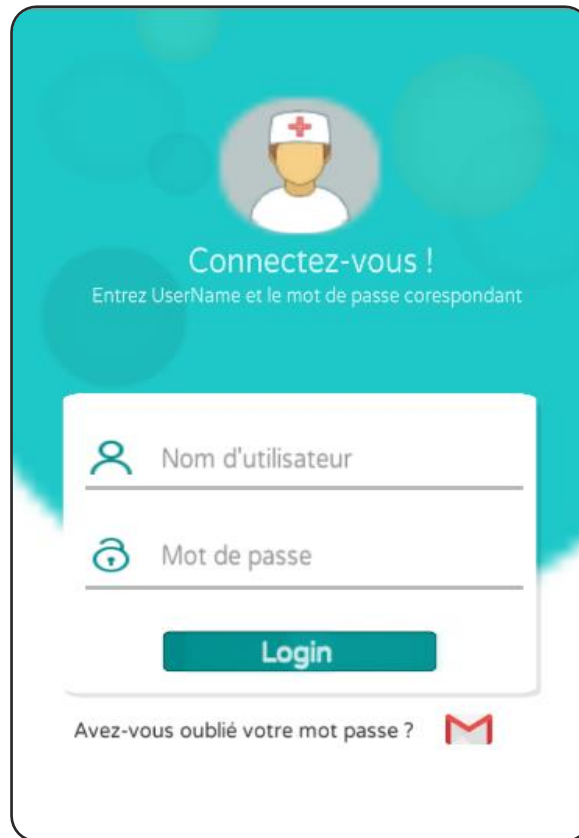 Connectez-vous !
Entrez UserName et le mot de passe corespondant
Nom d'utilisateur
Mot de passe
Login
Avez-vous oublié votre mot passe ?